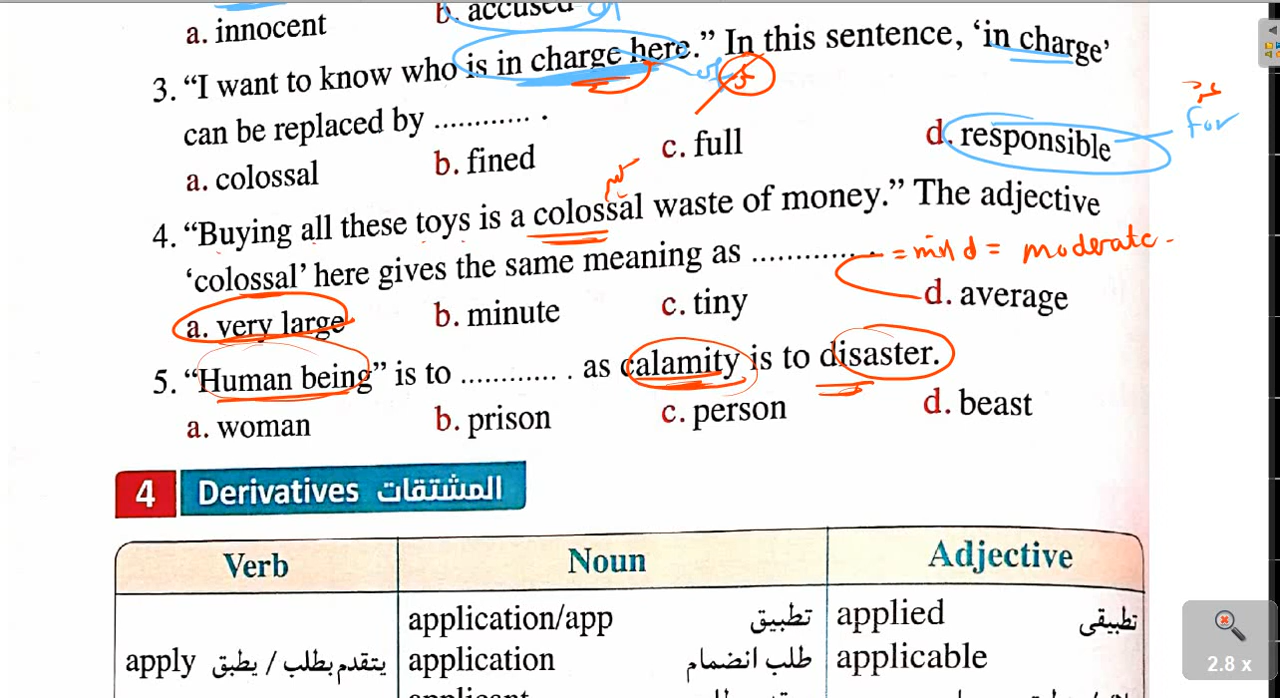 a. innocent b. accused
3. “I want to know who is in charge here.” In this sentence, ‘in charge’
can be replaced by ............ .
for
a. colossal b. fined c. full d. responsible
4. “Buying all these toys is a colossal waste of money.” The adjective
‘colossal’ here gives the same meaning as ............ . = mild = moderate
a. very large b. minute c. tiny d. average
5. “Human being” is to ............ . as calamity is to disaster.
a. woman b. prison c. person d. beast
4 Derivatives المشتقات
Verb Noun Adjective
application/app تطبيق applied تطبيقى
apply يتقدم بطلب / يطبق application طلب انضمام applicable
applicant
2.8 x